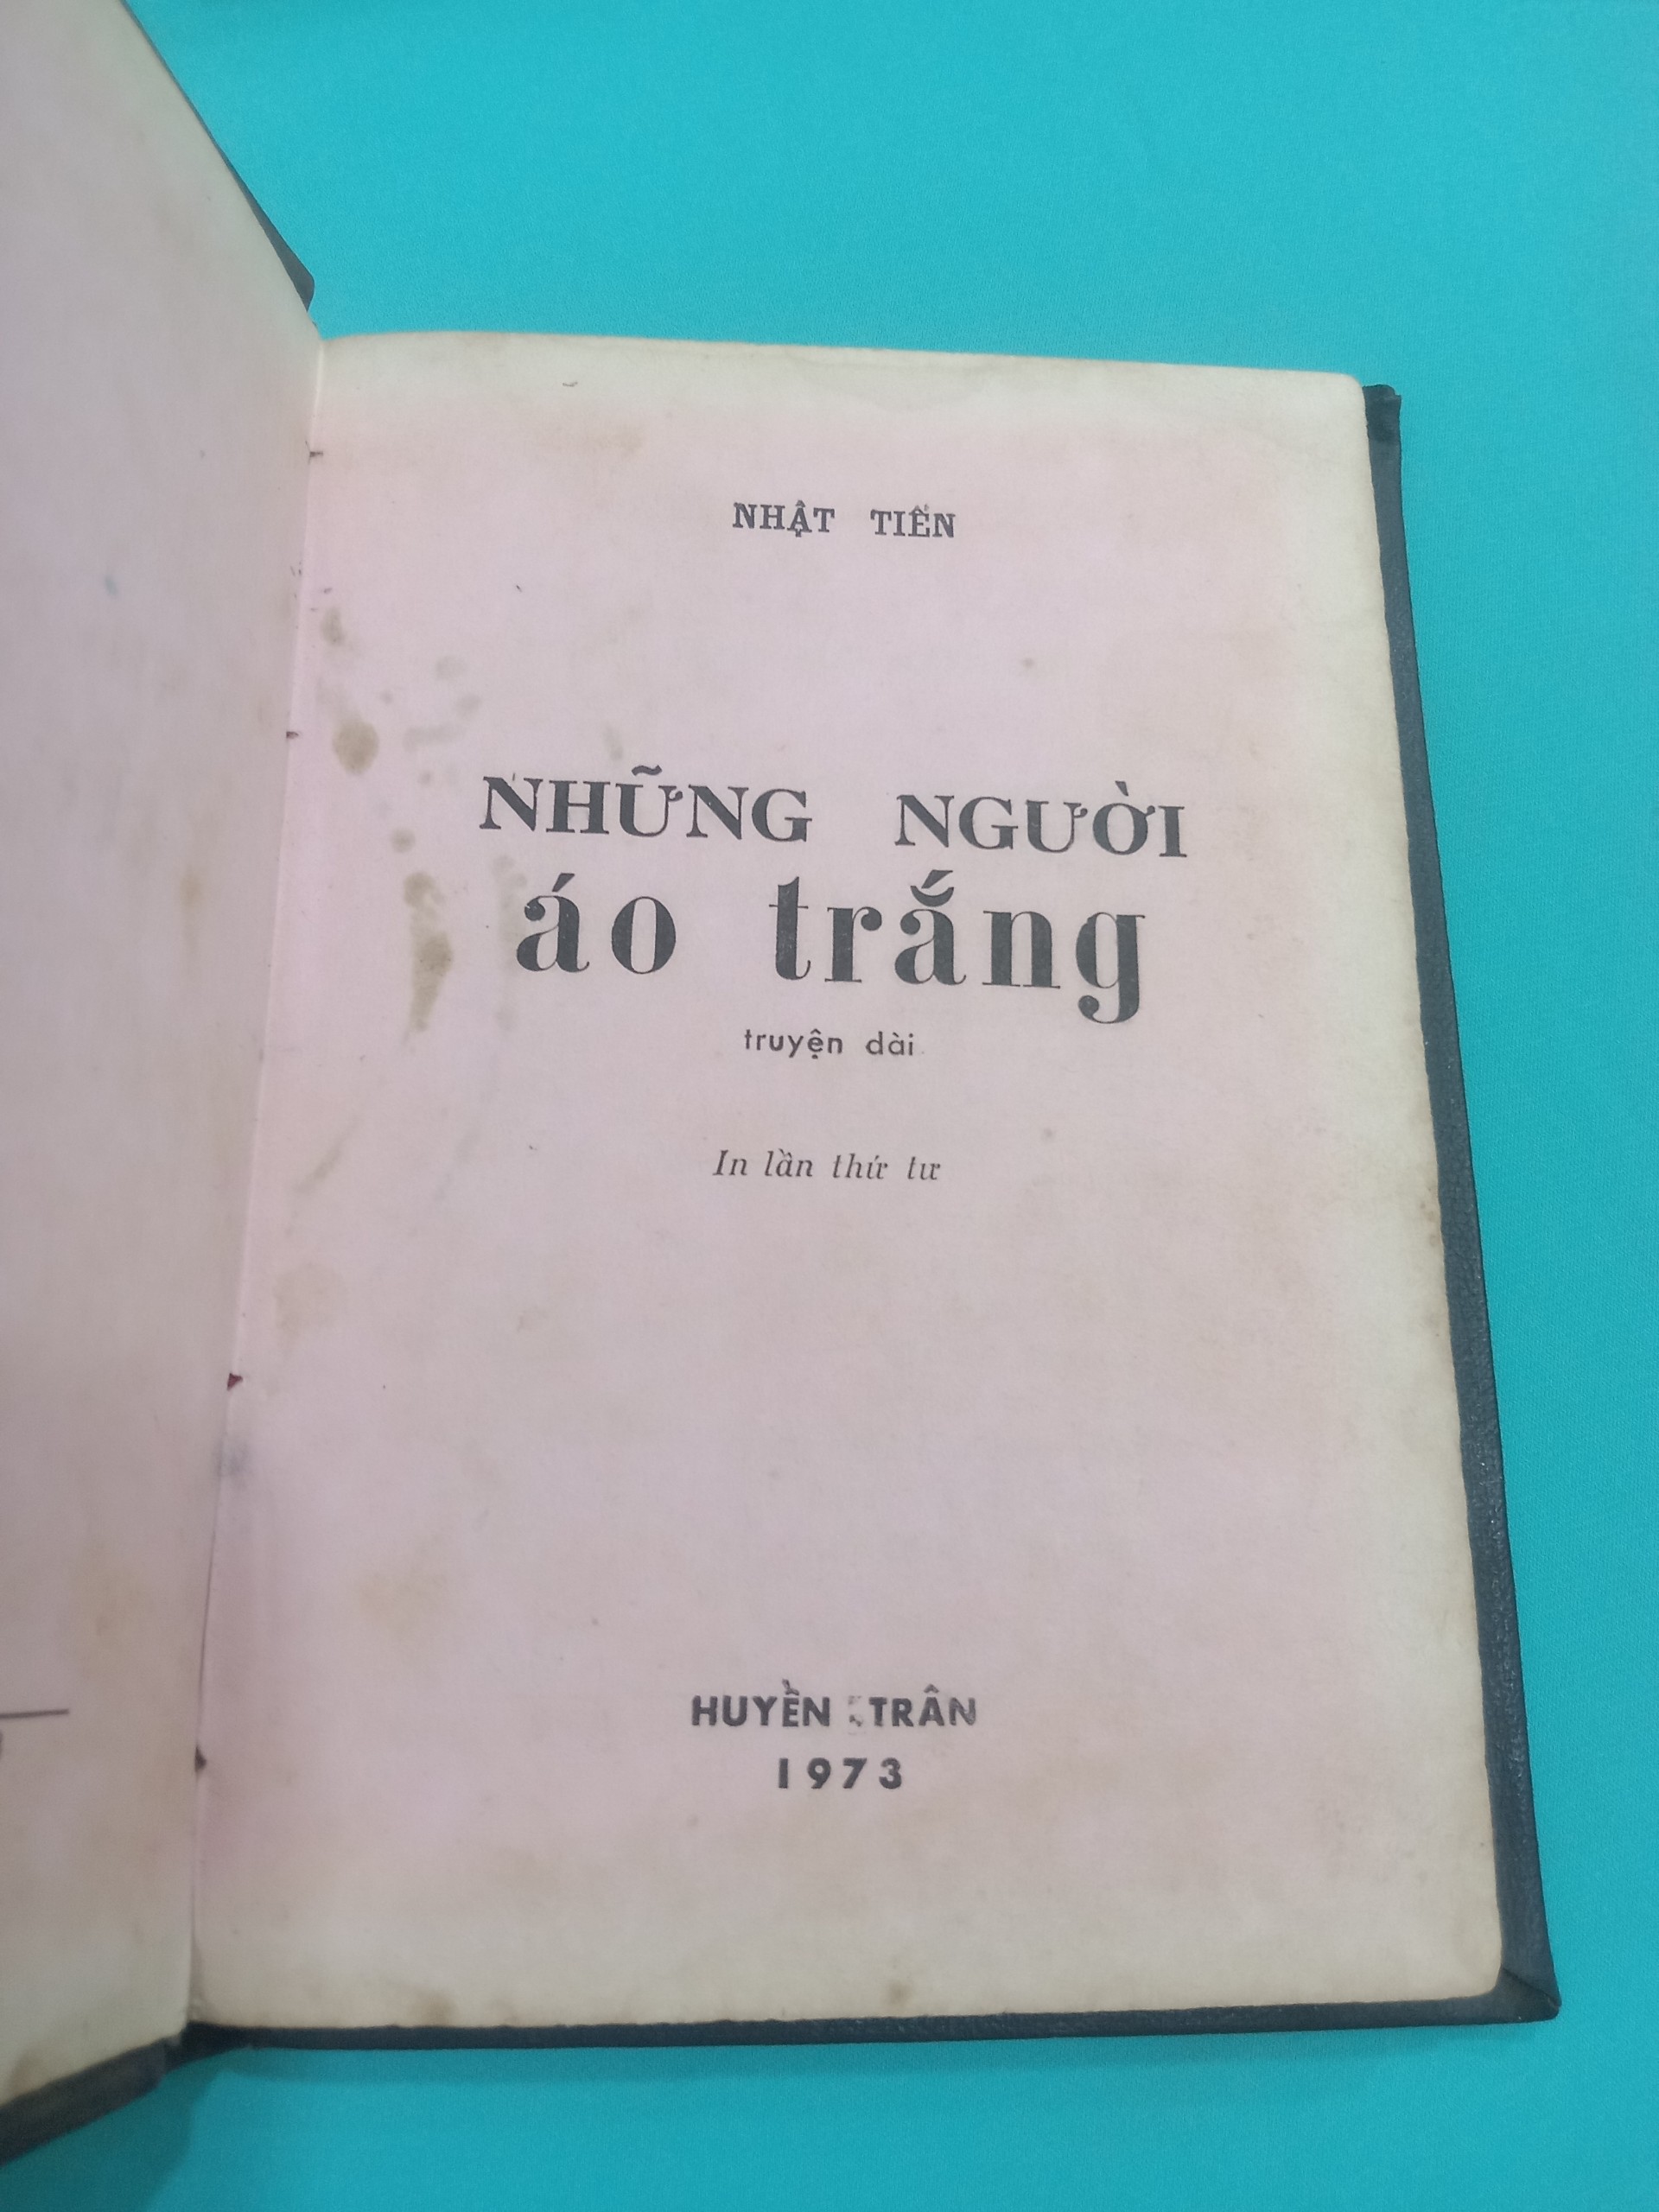 NHẬT TIẾN
NHỮNG NGƯỜI
áo trắng
truyện dài
In lần thứ tư
HUYỀN TRÂN
1973